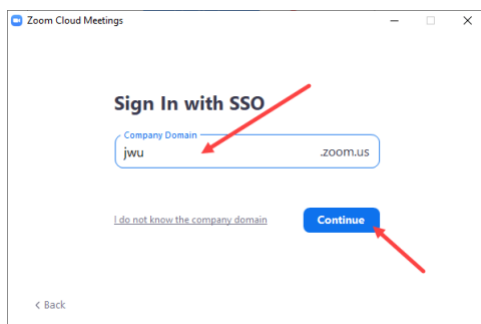 Zoom Cloud Meetings
Sign In with SSO
Company Domain
jwu .zoom.us
I do not know the company domain Continue
< Back